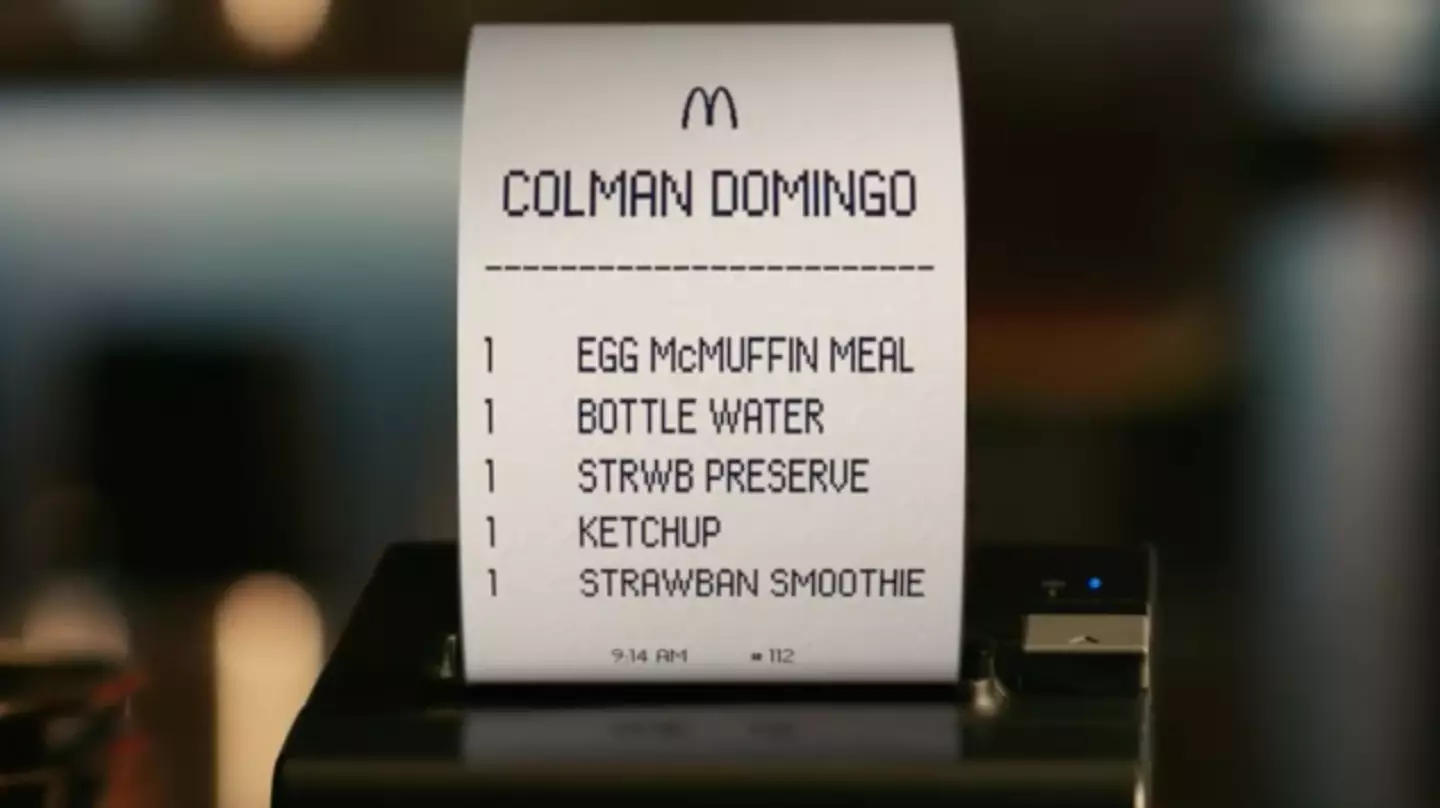 COLMAN DOMINGO
------------------------
1 EGG McMUFFIN MEAL
1 BOTTLE WATER
1 STRWB PRESERVE
1 KETCHUP
1 STRAWBAN SMOOTHIE
9:14 AM #112